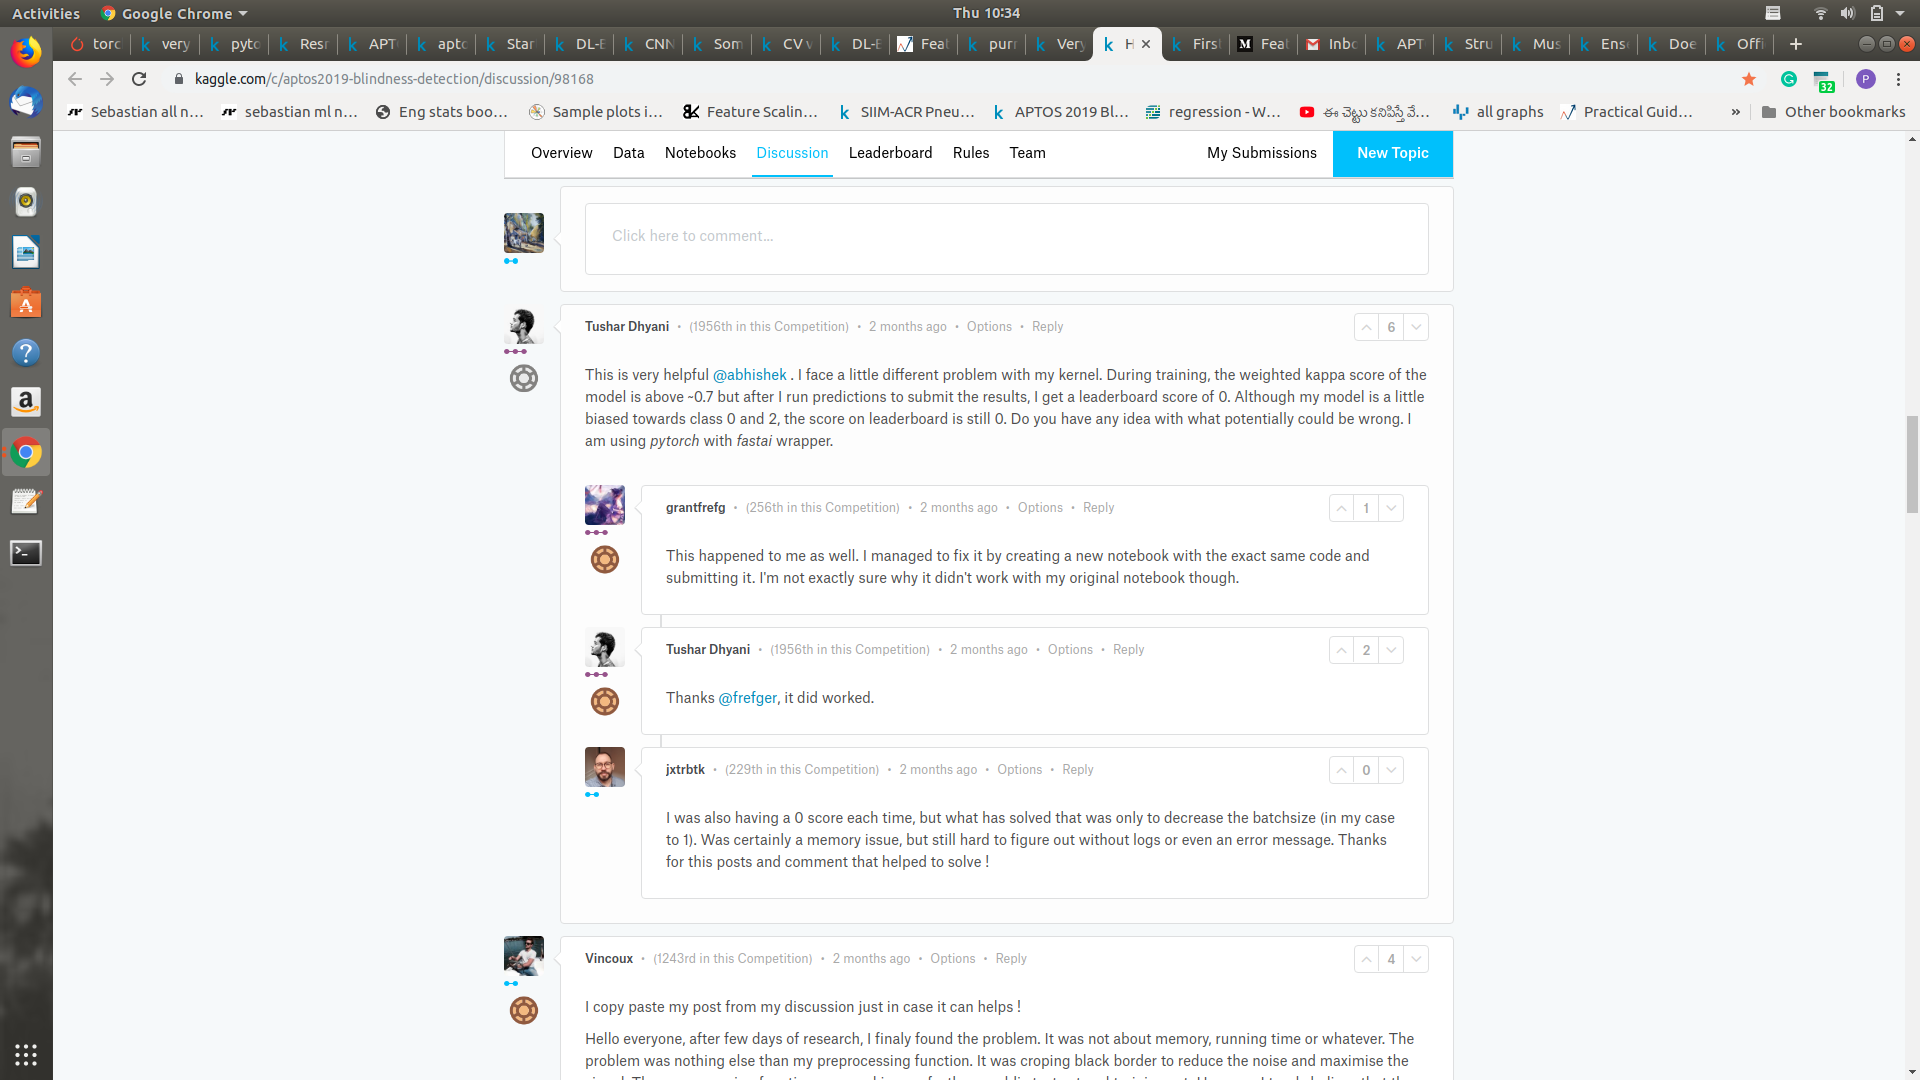 Activities Google Chrome Thu 10:34
torc very pyto Resn APT apto Star DL-E CNN Som CV v DL-E Feat purr Very H First Feat Inbo APT Stru Mus Ense Doe Offi
kaggle.com/c/aptos2019-blindness-detection/discussion/98168 32 P
Sebastian all n... sebastian ml n... Eng stats boo... Sample plots i... Feature Scalin... SIIM-ACR Pneu... APTOS 2019 Bl... regression - W... ఈ చెట్టు కనిపిస్తే వే... all graphs Practical Guid... » Other bookmarks
Overview Data Notebooks Discussion Leaderboard Rules Team My Submissions New Topic
Click here to comment...
Tushar Dhyani • (1956th in this Competition) • 2 months ago • Options • Reply 6
This is very helpful @abhishek . I face a little different problem with my kernel. During training, the weighted kappa score of the
model is above ~0.7 but after I run predictions to submit the results, I get a leaderboard score of 0. Although my model is a little
biased towards class 0 and 2, the score on leaderboard is still 0. Do you have any idea with what potentially could be wrong. I
am using pytorch with fastai wrapper.
grantfrefg • (256th in this Competition) • 2 months ago • Options • Reply 1
This happened to me as well. I managed to fix it by creating a new notebook with the exact same code and
submitting it. I'm not exactly sure why it didn't work with my original notebook though.
Tushar Dhyani • (1956th in this Competition) • 2 months ago • Options • Reply 2
Thanks @frefger, it did worked.
jxtrbtk • (229th in this Competition) • 2 months ago • Options • Reply 0
I was also having a 0 score each time, but what has solved that was only to decrease the batchsize (in my case
to 1). Was certainly a memory issue, but still hard to figure out without logs or even an error message. Thanks
for this posts and comment that helped to solve !
Vincoux • (1243rd in this Competition) • 2 months ago • Options • Reply 4
I copy paste my post from my discussion just in case it can helps !
Hello everyone, after few days of research, I finaly found the problem. It was not about memory, running time or whatever. The
problem was nothing else than my preprocessing function. It was croping black border to reduce the noise and maximise the